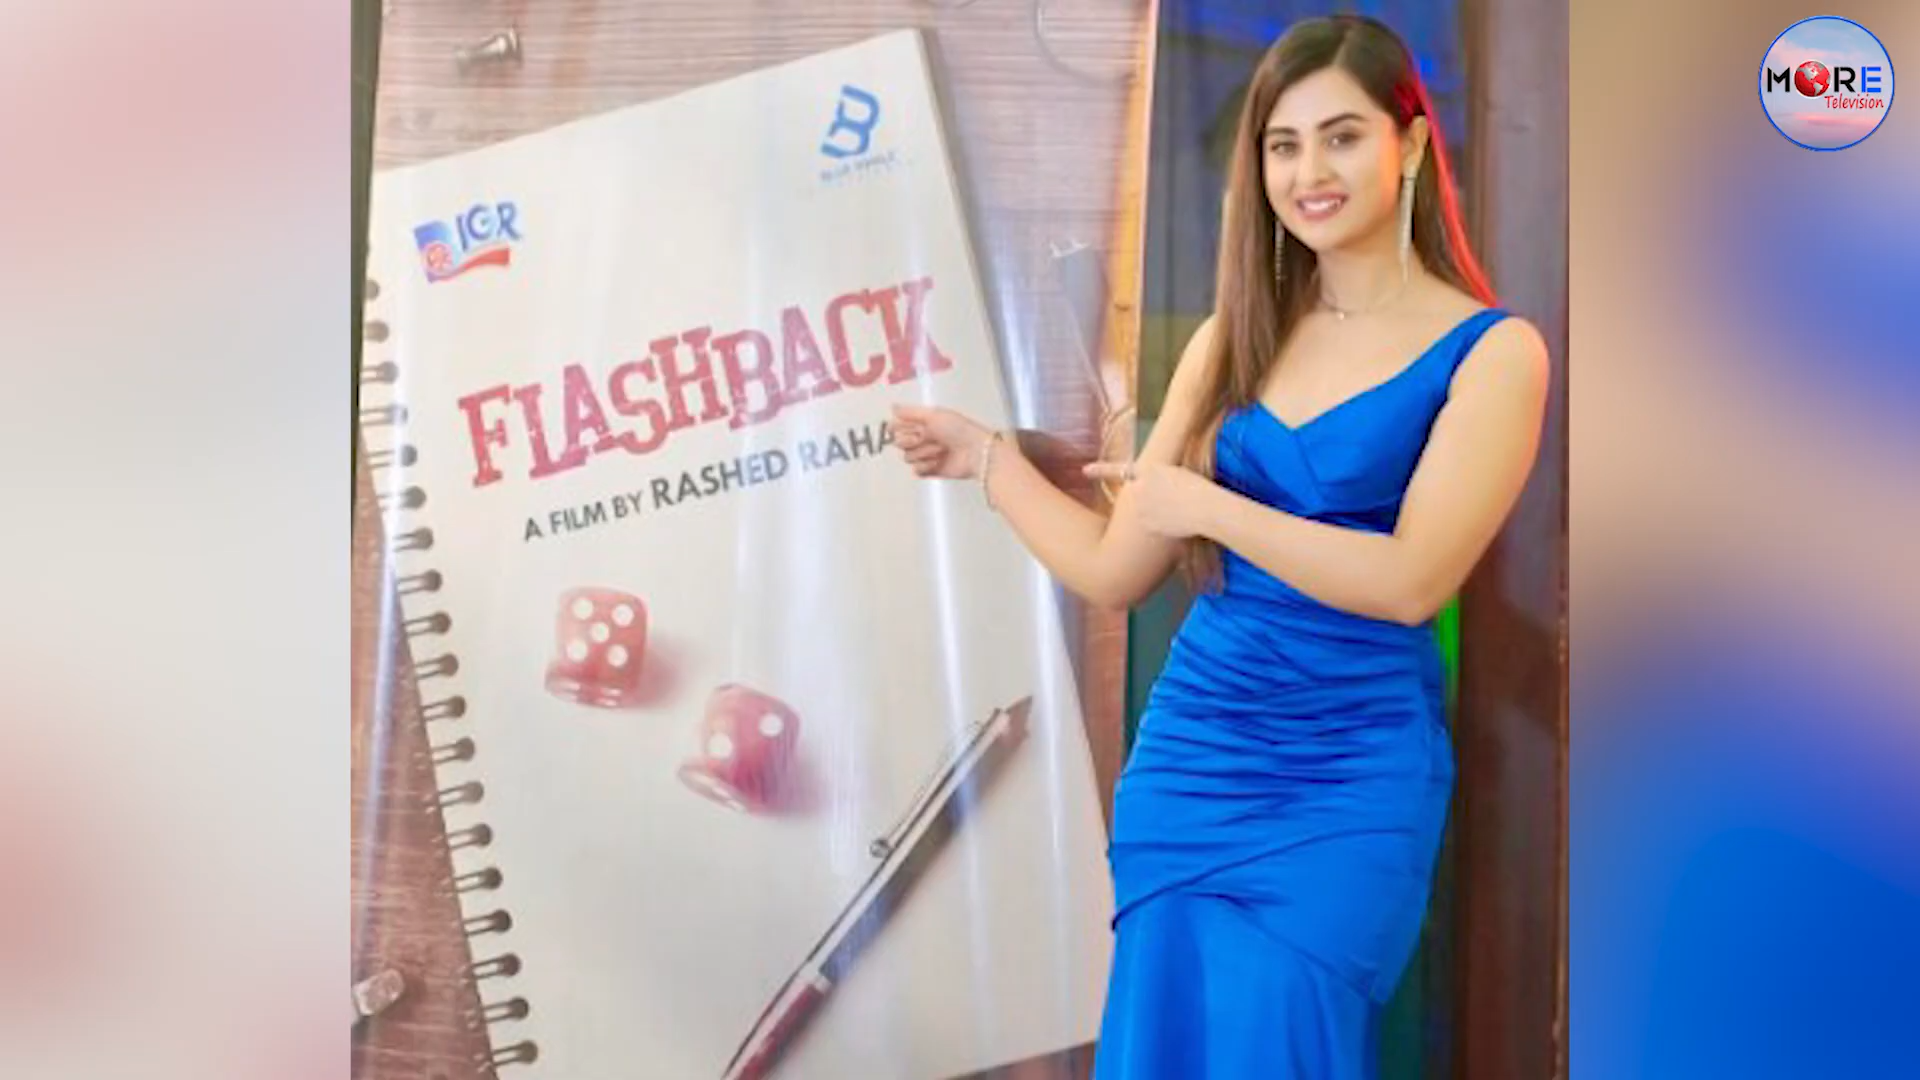 MORE
Television
IGR
FLASHBACK
A FILM BY RASHED RAHA